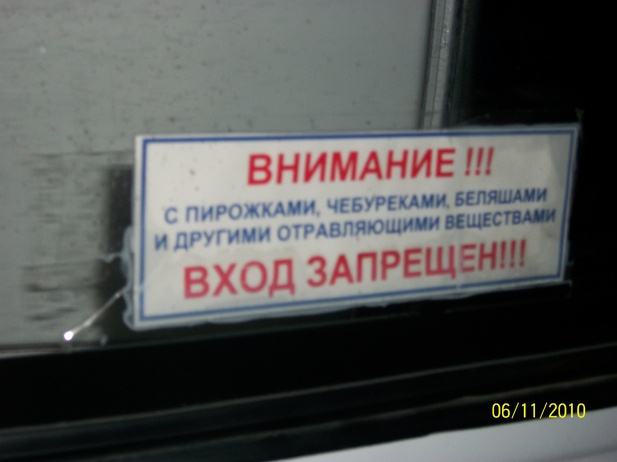 ВНИМАНИЕ !!!
С ПИРОЖКАМИ, ЧЕБУРЕКАМИ, БЕЛЯШАМИ
И ДРУГИМИ ОТРАВЛЯЮЩИМИ ВЕЩЕСТВАМИ
ВХОД ЗАПРЕЩЕН!!!
06/11/2010